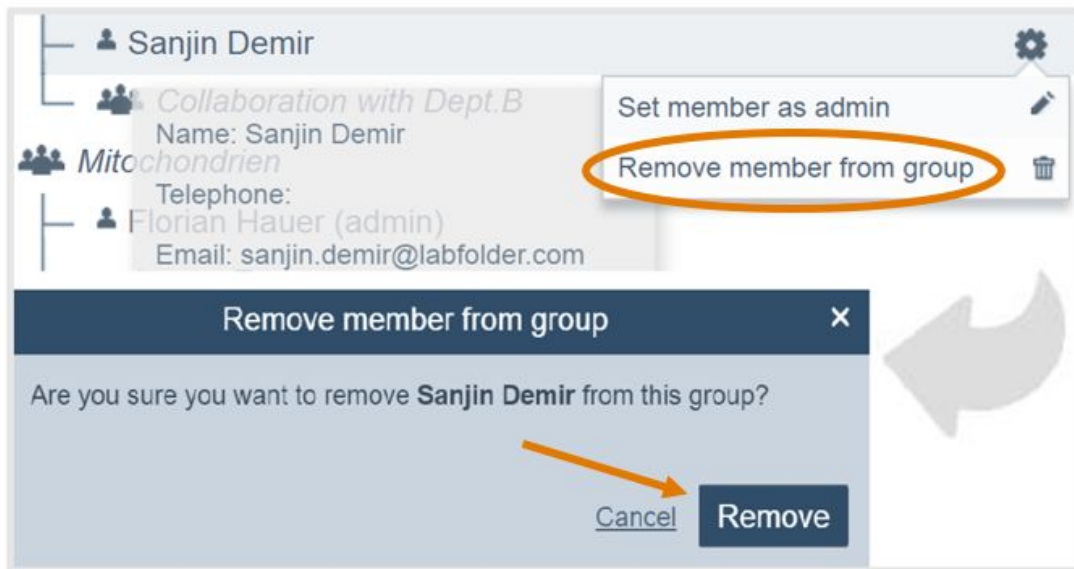 Sanjin Demir
Collaboration with Dept.B
Name: Sanjin Demir
Set member as admin
Mitochondrien
Remove member from group
Telephone:
Florian Hauer (admin)
Email: sanjin.demir@labfolder.com
Remove member from group
Are you sure you want to remove Sanjin Demir from this group?
Cancel
Remove